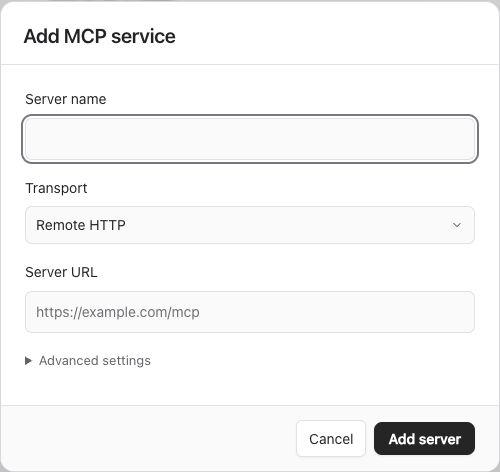 Add MCP service
Server name
Transport
Remote HTTP
Server URL
https://example.com/mcp
Advanced settings
Cancel
Add server